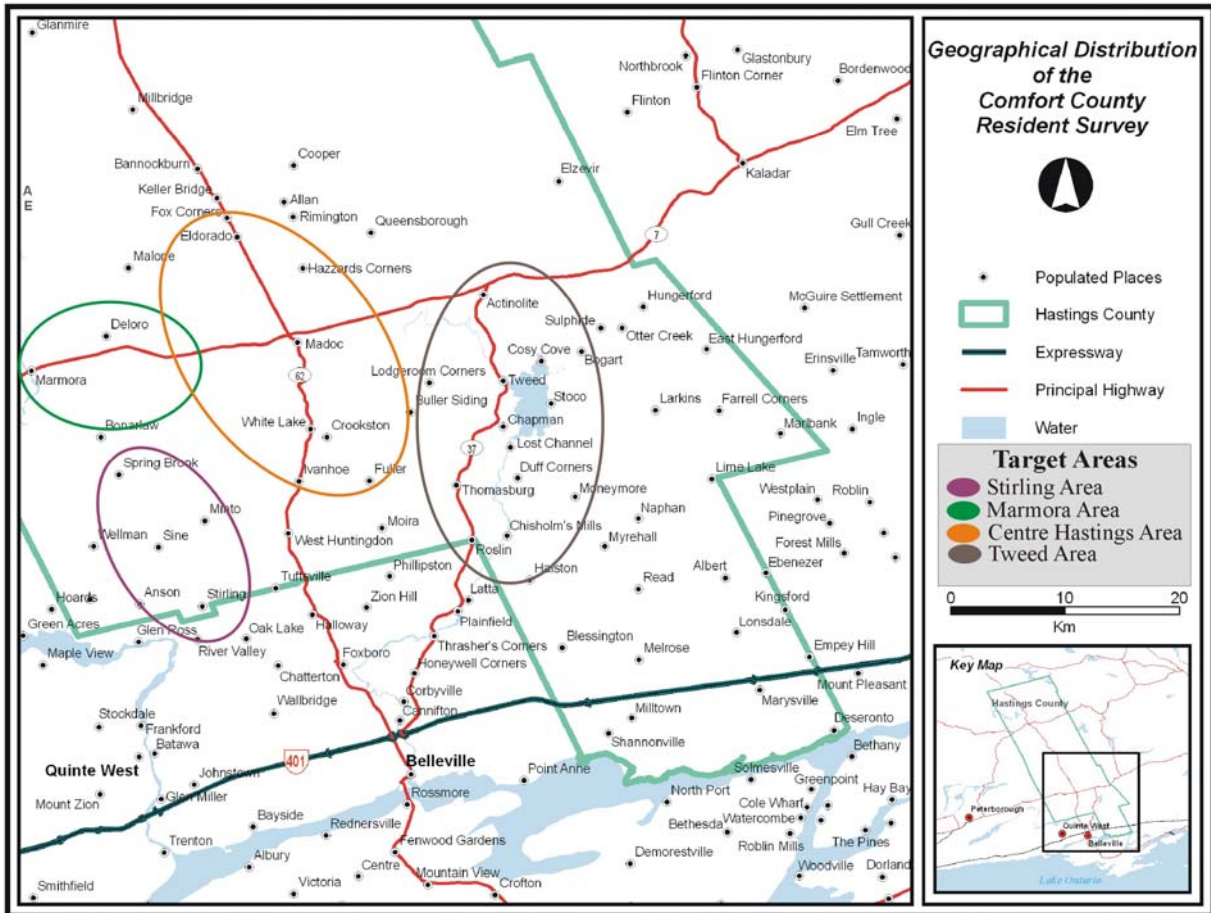 Glanmire
Millbridge
Bannockburn
Cooper
Keller Bridge
Allan
Fox Corners
Rimington
Eldorado
Queensborough
Malone
Hazzards Corners
A
E
Northbrook
Glastonbury
Flinton Corner
Bordenwood
Flinton
Elm Tree
Elzevir
Kaladar
Gull Creek
7
Deloro
Marmora
Madoc
62
Actinolite
Hungerford
McGuire Settlement
Sulphide
Otter Creek
East Hungerford
Cosy Cove
Bogart
Erinsville
Tamworth
Lodgeroom Corners
Tweed
Buller Siding
Stoco
Larkins
Farrell Corners
Bonarlaw
White Lake
Crookston
Chapman
Marlbank
Ingle
37
Lost Channel
Spring Brook
Ivanhoe
Fuller
Duff Corners
Lime Lake
Thomasburg
Moneymore
Westplain
Roblin
Minto
Moira
Naphan
Pinegrove
Wellman
Sine
West Huntingdon
Chisholm's Mills
Roslin
Myrehall
Forest Mills
Tuftsville
Phillipston
Halston
Read
Albert
Ebenezer
Hoards
Anson
Stirling
Zion Hill
Latta
Kingsford
Green Acres
Glen Ross
Oak Lake
Halloway
Plainfield
Lonsdale
Maple View
River Valley
Foxboro
Thrasher's Corners
Blessington
Melrose
Empey Hill
Chatterton
Honeywell Corners
Mount Pleasant
Wallbridge
Corbyville
Marysville
Stockdale
Frankford
Cannifton
Milltown
Deseronto
Batawa
401
Shannonville
Bethany
Quinte West
Johnstown
Belleville
Point Anne
Solmesville
Mount Zion
Glen Miller
Rossmore
North Port
Greenpoint
Hay Bay
Cole Wharf
Bayside
Rednersville
Bethesda
Watercombe
Trenton
Fenwood Gardens
Roblin Mills
The Pines
Albury
Centre
Demorestville
Woodville
Dorland
Smithfield
Victoria
Mountain View
Crofton
Geographical Distribution
of the
Comfort County
Resident Survey
Populated Places
Hastings County
Expressway
Principal Highway
Water
Target Areas
Stirling Area
Marmora Area
Centre Hastings Area
Tweed Area
0 10 20
Km
Key Map
Hastings County
Peterborough
Quinte West
Belleville
Lake Ontario